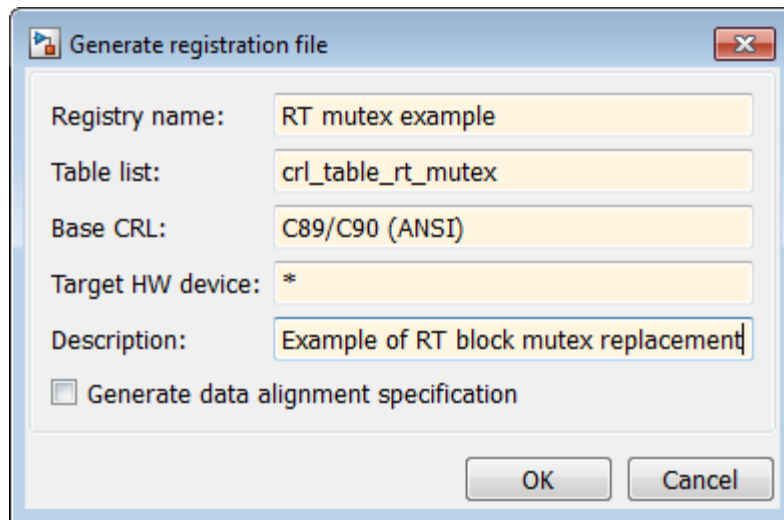 Generate registration file
Registry name: RT mutex example
Table list: crl_table_rt_mutex
Base CRL: C89/C90 (ANSI)
Target HW device: *
Description: Example of RT block mutex replacement
Generate data alignment specification
OK Cancel